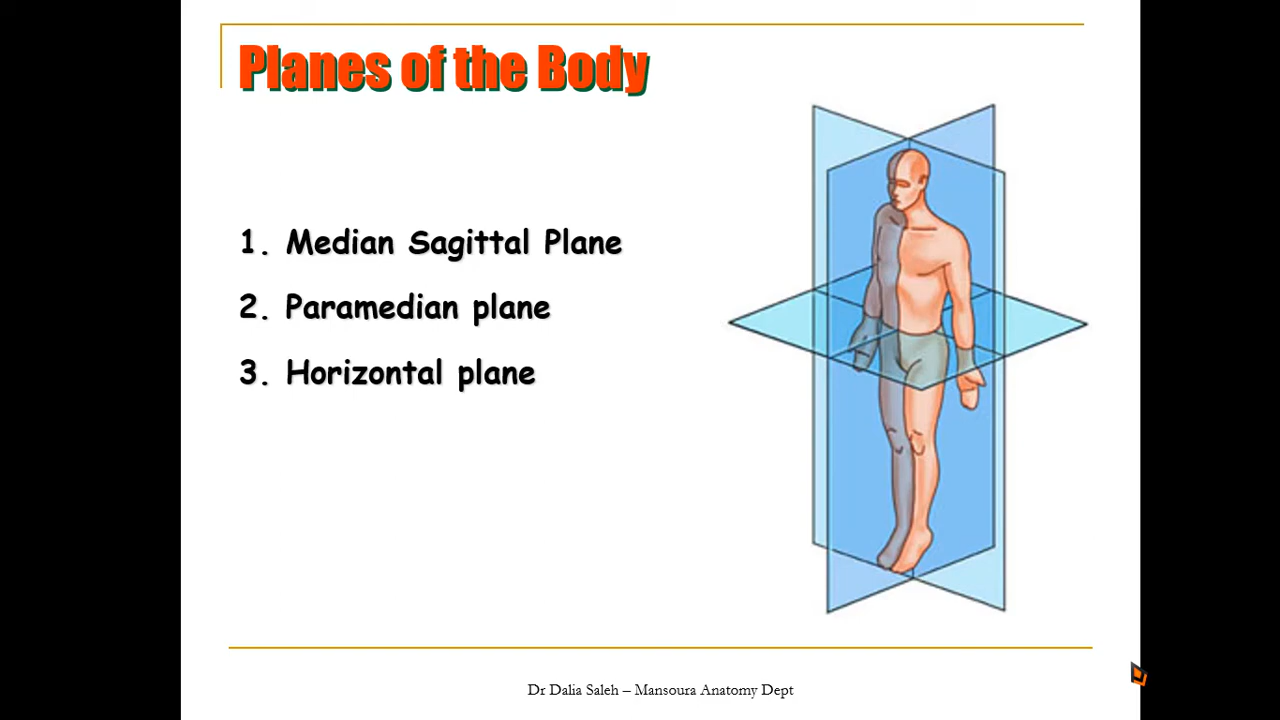 Planes of the Body
1. Median Sagittal Plane
2. Paramedian plane
3. Horizontal plane
Dr Dalia Saleh – Mansoura Anatomy Dept